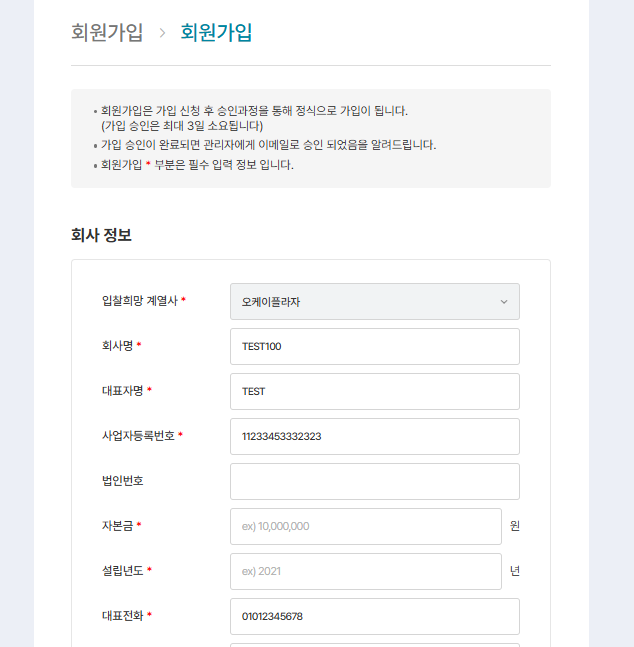 회원가입 > 회원가입
• 회원가입은 가입 신청 후 승인과정을 통해 정식으로 가입이 됩니다.
(가입 승인은 최대 3일 소요됩니다)
• 가입 승인이 완료되면 관리자에게 이메일로 승인 되었음을 알려드립니다.
• 회원가입 * 부분은 필수 입력 정보 입니다.
회사 정보
입찰희망 계열사 * 오케이플라자
회사명 * TEST100
대표자명 * TEST
사업자등록번호 * 11233453332323
법인번호
자본금 * ex) 10,000,000 원
설립년도 * ex) 2021 년
대표전화 * 01012345678